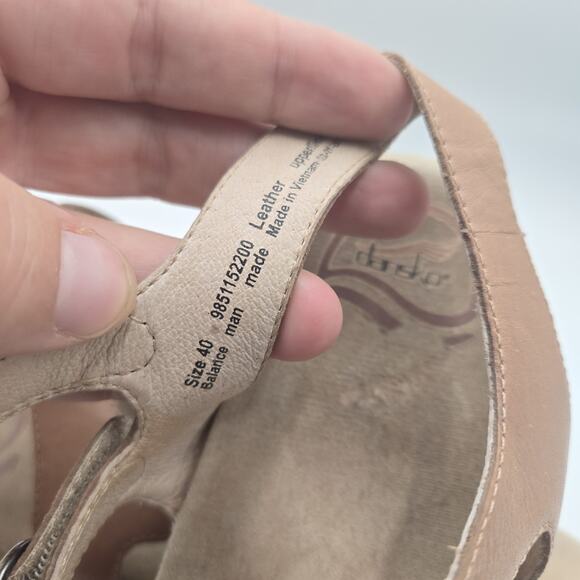 Size 40 9851152200 Leather upper
Balance man made Made in Vietnam
dansko